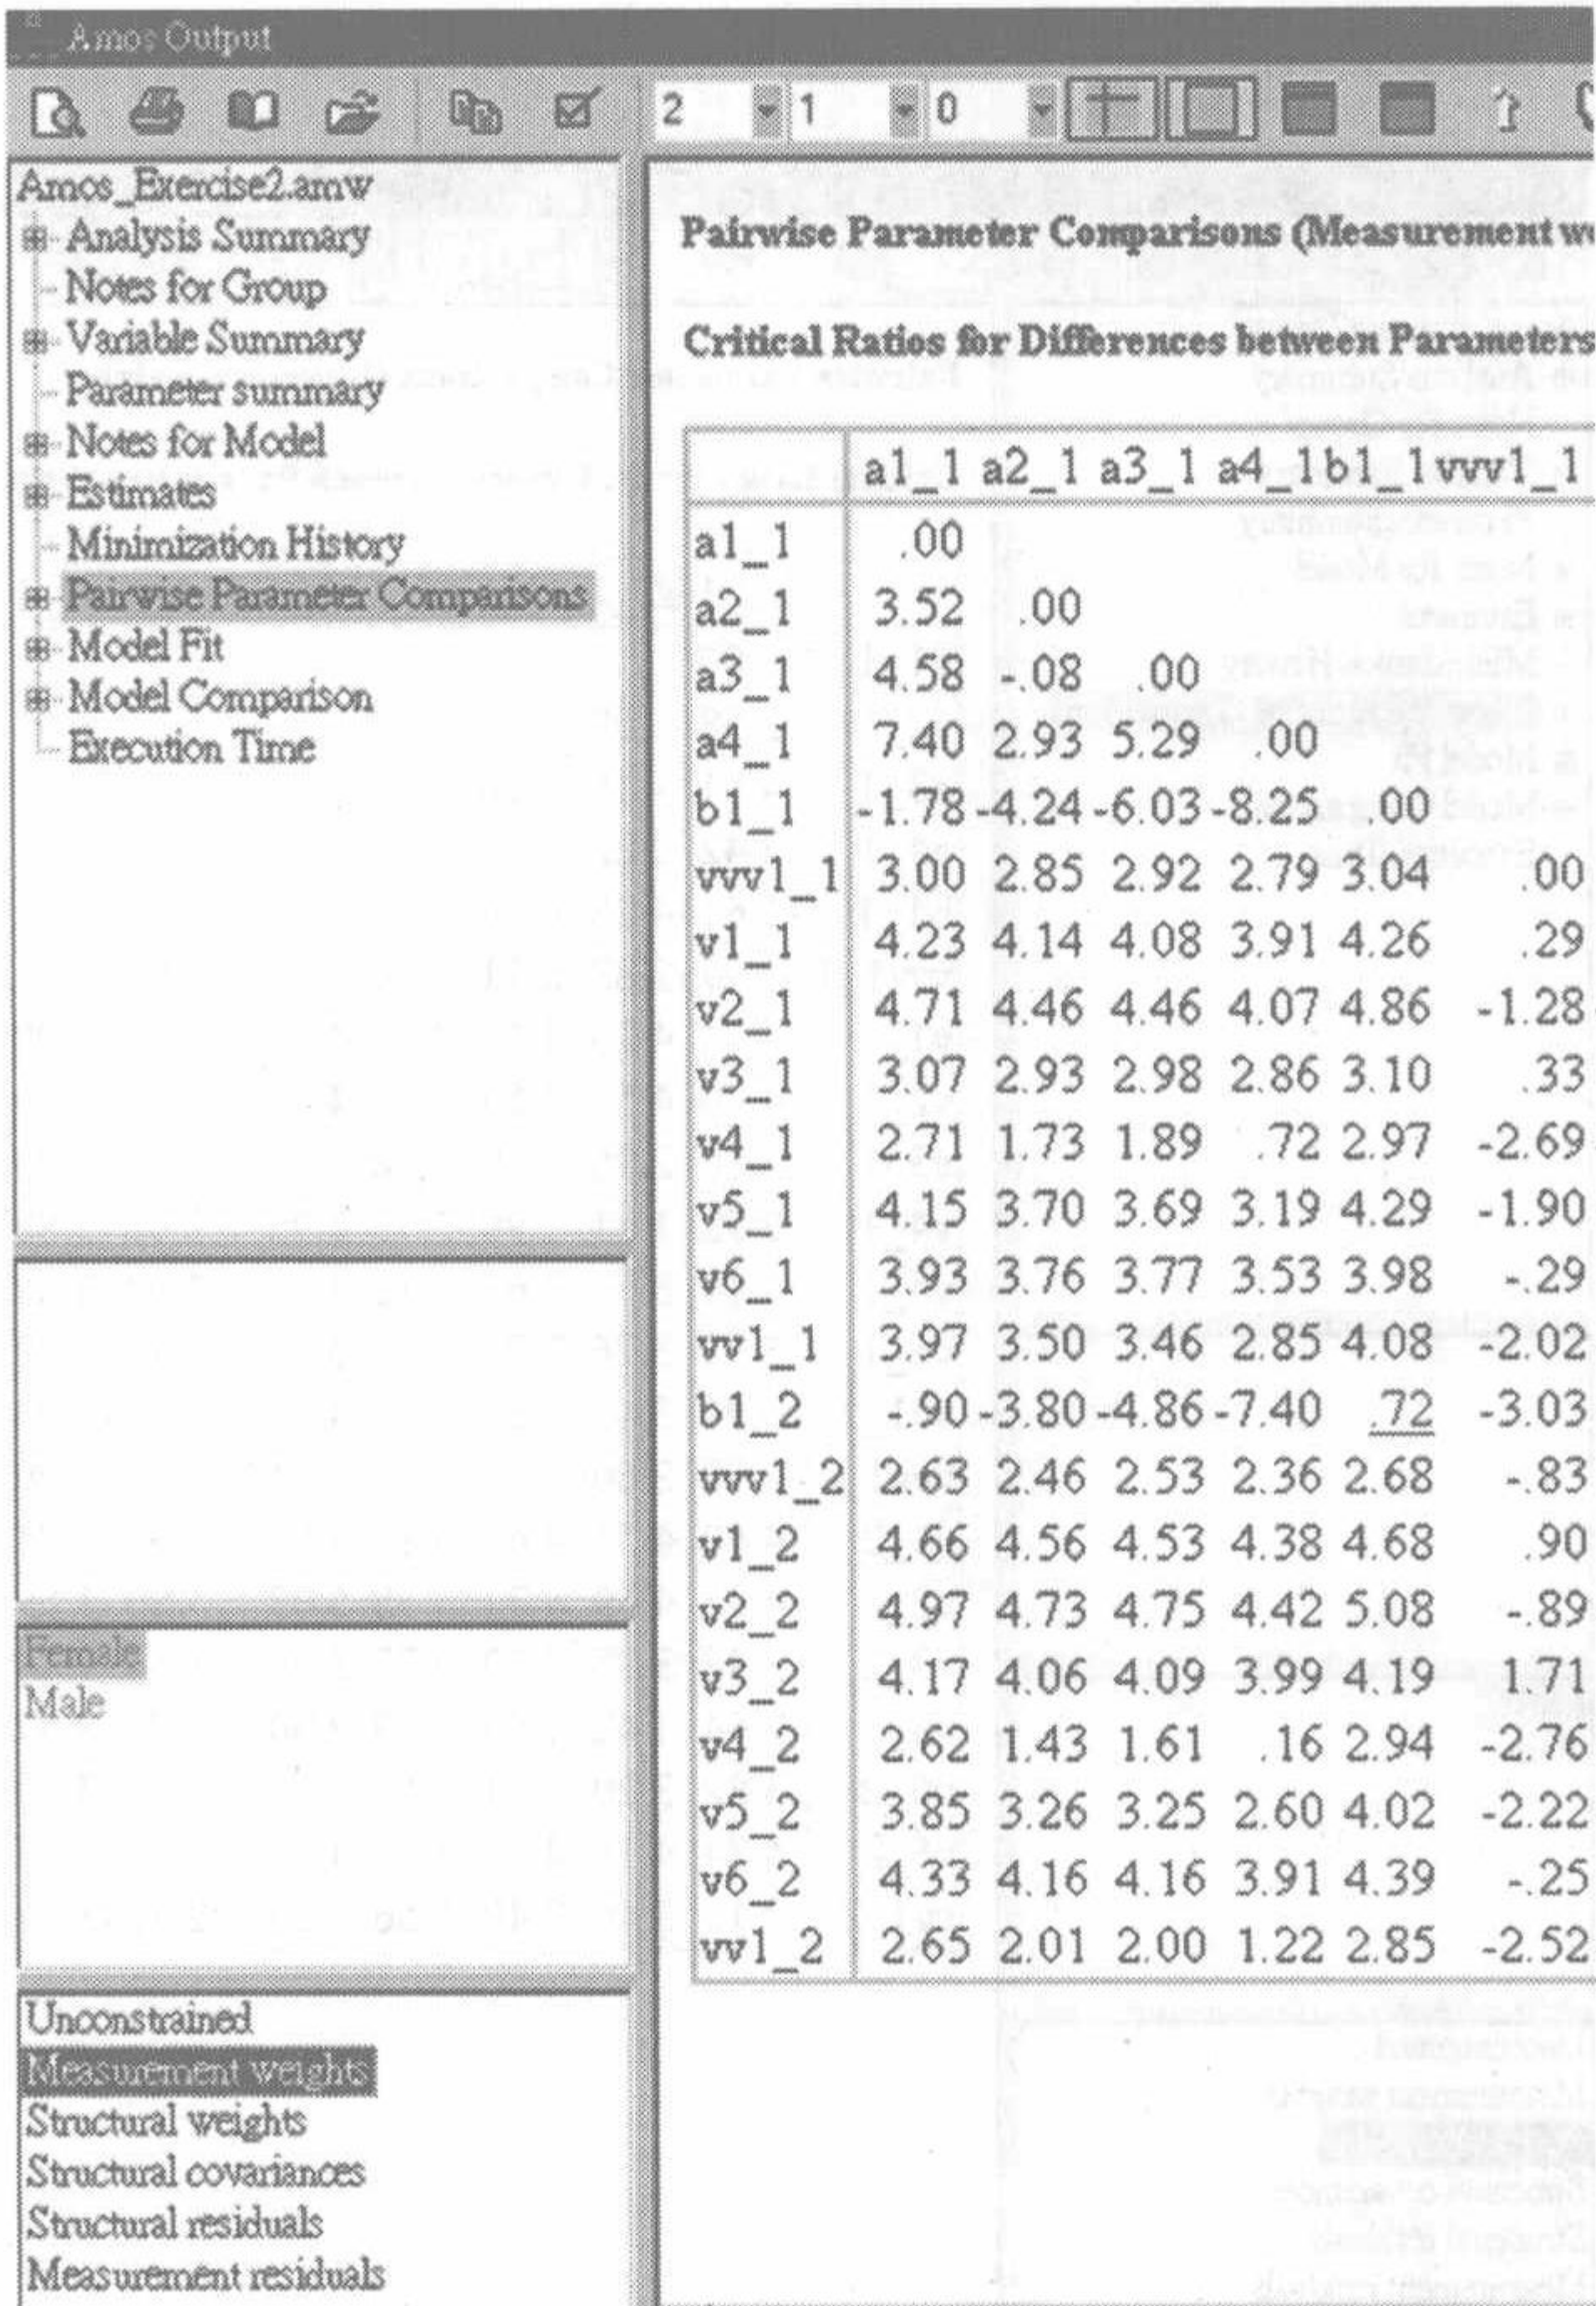 Amos Output
2 1 0
Amos_Exercise2.amw
Analysis Summary
Notes for Group
Variable Summary
Parameter summary
Notes for Model
Estimates
Minimization History
Pairwise Parameter Comparisons
Model Fit
Model Comparison
Execution Time
Female
Male
Unconstrained
Measurement weights
Structural weights
Structural covariances
Structural residuals
Measurement residuals
Pairwise Parameter Comparisons (Measurement we
Critical Ratios for Differences between Parameters
a1_1 a2_1 a3_1 a4_1 b1_1 vvv1_1
a1_1 .00
a2_1 3.52 .00
a3_1 4.58 -.08 .00
a4_1 7.40 2.93 5.29 .00
b1_1 -1.78 -4.24 -6.03 -8.25 .00
vvv1_1 3.00 2.85 2.92 2.79 3.04 .00
v1_1 4.23 4.14 4.08 3.91 4.26 .29
v2_1 4.71 4.46 4.46 4.07 4.86 -1.28
v3_1 3.07 2.93 2.98 2.86 3.10 .33
v4_1 2.71 1.73 1.89 .72 2.97 -2.69
v5_1 4.15 3.70 3.69 3.19 4.29 -1.90
v6_1 3.93 3.76 3.77 3.53 3.98 -.29
vv1_1 3.97 3.50 3.46 2.85 4.08 -2.02
b1_2 -.90 -3.80 -4.86 -7.40 .72 -3.03
vvv1_2 2.63 2.46 2.53 2.36 2.68 -.83
v1_2 4.66 4.56 4.53 4.38 4.68 .90
v2_2 4.97 4.73 4.75 4.42 5.08 -.89
v3_2 4.17 4.06 4.09 3.99 4.19 1.71
v4_2 2.62 1.43 1.61 .16 2.94 -2.76
v5_2 3.85 3.26 3.25 2.60 4.02 -2.22
v6_2 4.33 4.16 4.16 3.91 4.39 -.25
vv1_2 2.65 2.01 2.00 1.22 2.85 -2.52